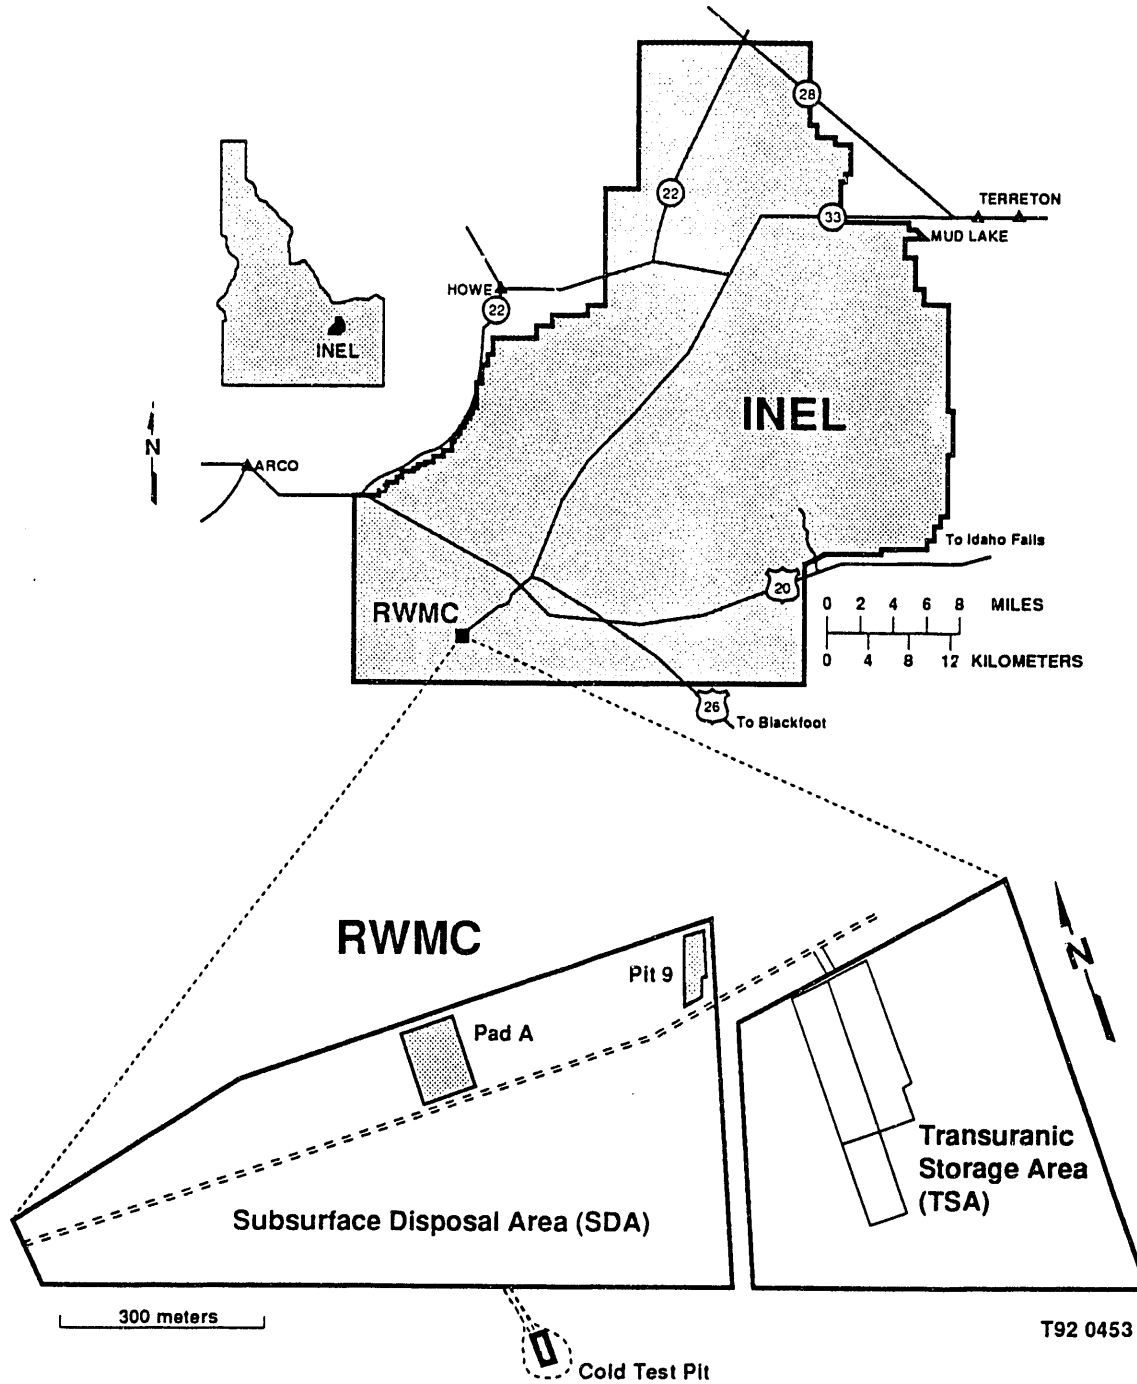 28
22
TERRETON
33
MUD LAKE
HOWE
22
INEL
INEL
N
ARCO
To Idaho Falls
20
RWMC
0 2 4 6 8 MILES
0 4 8 12 KILOMETERS
26
To Blackfoot
RWMC
N
Pit 9
Pad A
Transuranic
Storage Area
(TSA)
Subsurface Disposal Area (SDA)
300 meters
T92 0453
Cold Test Pit